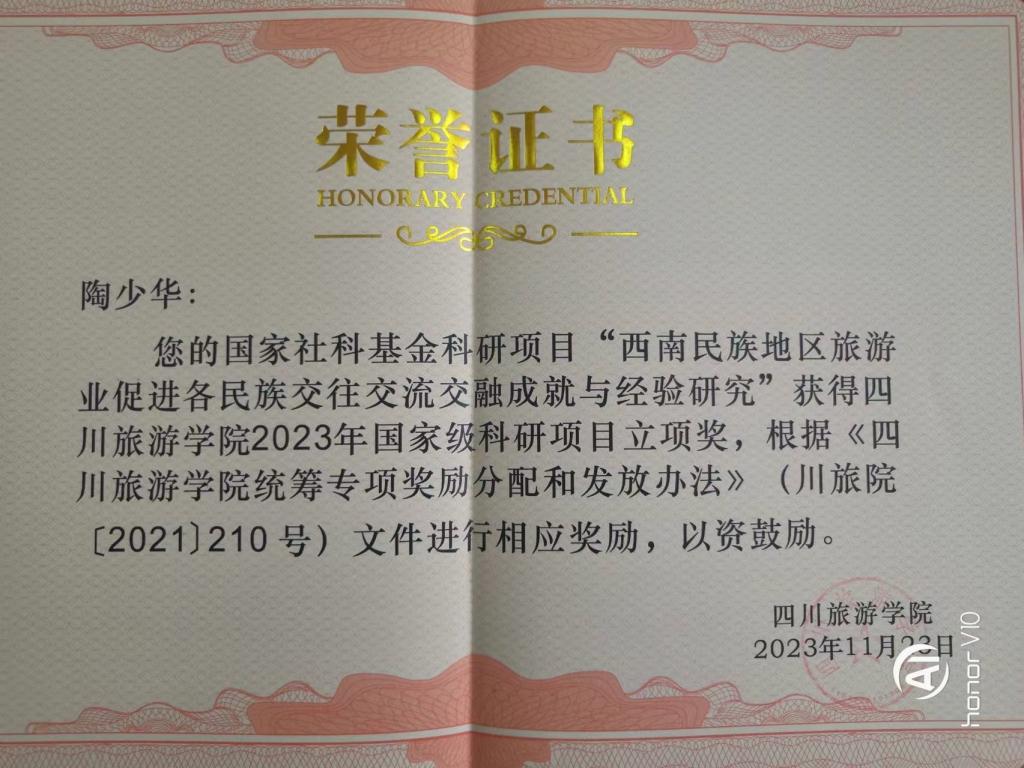 荣誉证书
HONORARY CREDENTIAL
陶少华：
您的国家社科基金科研项目“西南民族地区旅游
业促进各民族交往交流交融成就与经验研究”获得四
川旅游学院2023年国家级科研项目立项奖，根据《四
川旅游学院统筹专项奖励分配和发放办法》（川旅院
〔2021〕210 号）文件进行相应奖励，以资鼓励。
四川旅游学院
2023年11月23日
honor V10